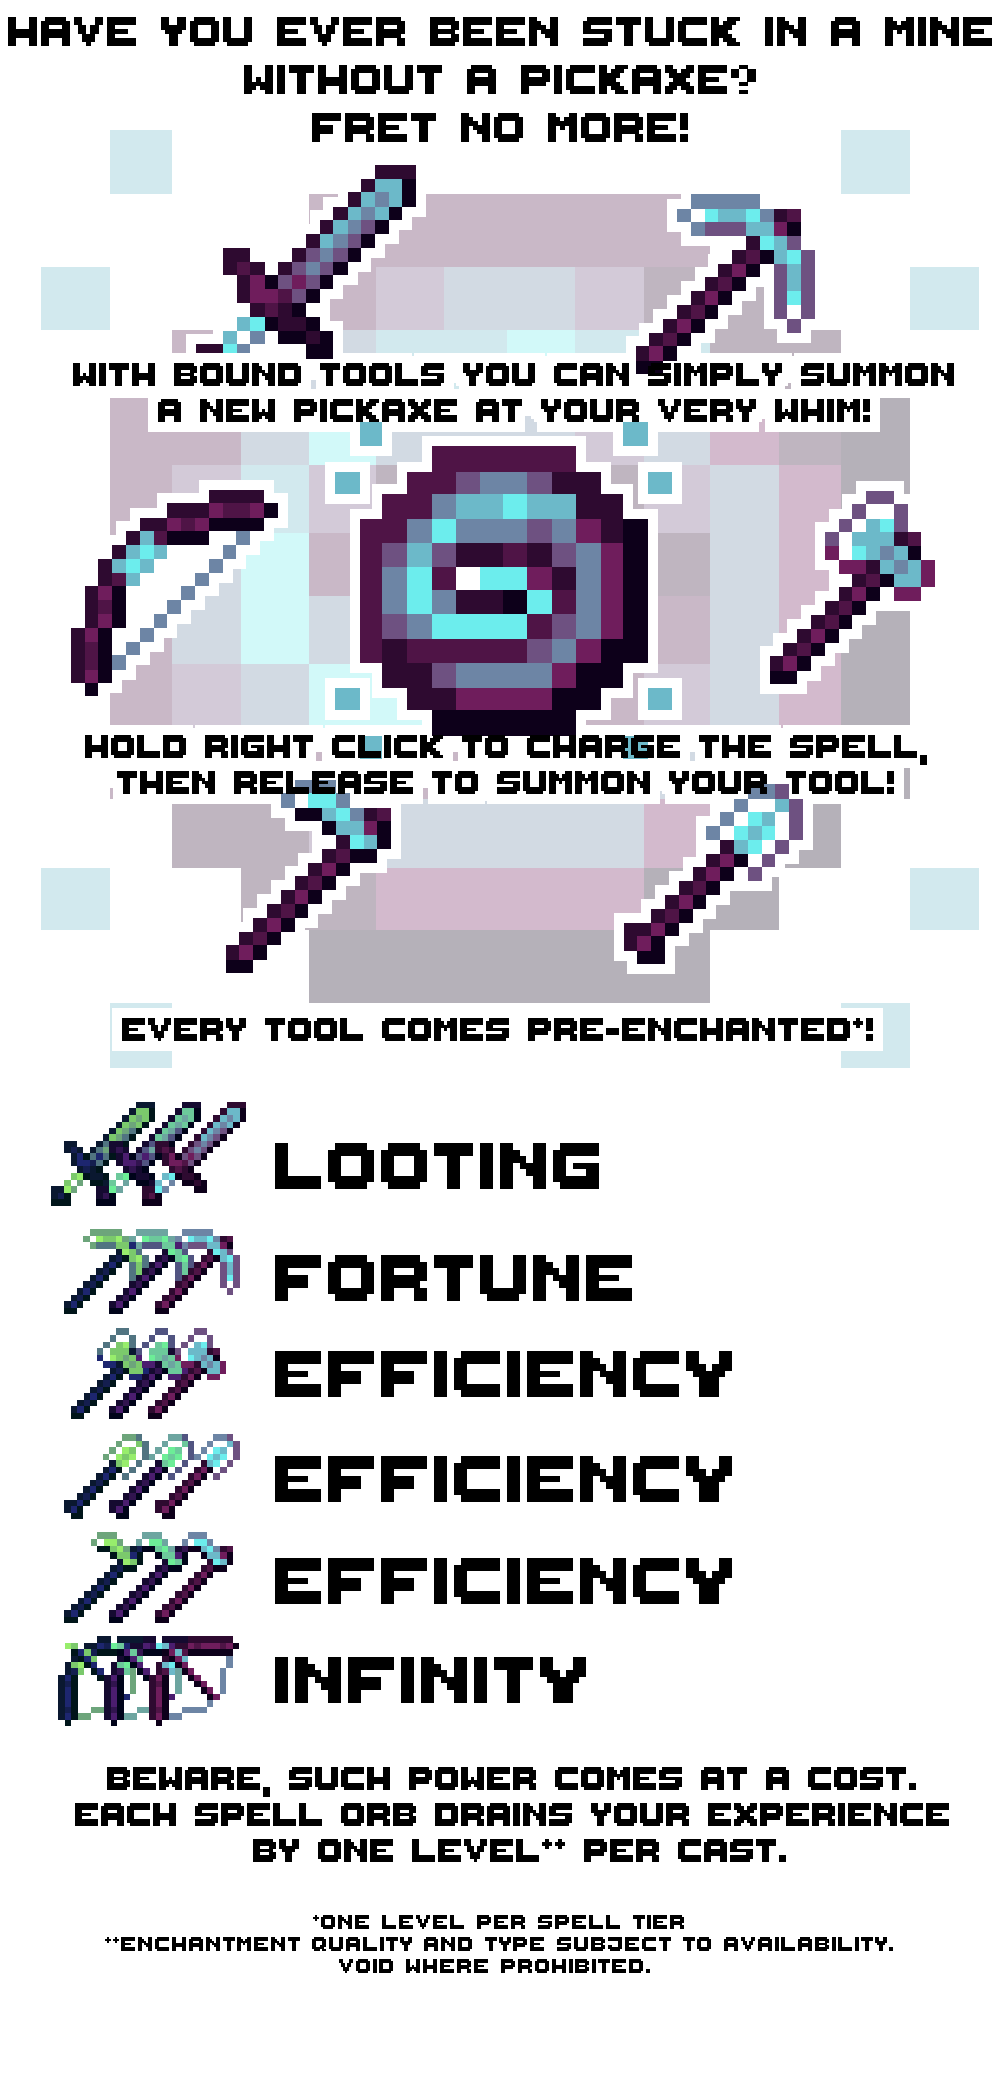 HAVE YOU EVER BEEN STUCK IN A MINE
WITHOUT A PICKAXE?
FRET NO MORE!
WITH BOUND TOOLS YOU CAN SIMPLY SUMMON
A NEW PICKAXE AT YOUR VERY WHIM!
HOLD RIGHT CLICK TO CHARGE THE SPELL,
THEN RELEASE TO SUMMON YOUR TOOL!
EVERY TOOL COMES PRE-ENCHANTED*!
LOOTING
FORTUNE
EFFICIENCY
EFFICIENCY
EFFICIENCY
INFINITY
BEWARE, SUCH POWER COMES AT A COST.
EACH SPELL ORB DRAINS YOUR EXPERIENCE
BY ONE LEVEL** PER CAST.
*ONE LEVEL PER SPELL TIER
**ENCHANTMENT QUALITY AND TYPE SUBJECT TO AVAILABILITY.
VOID WHERE PROHIBITED.